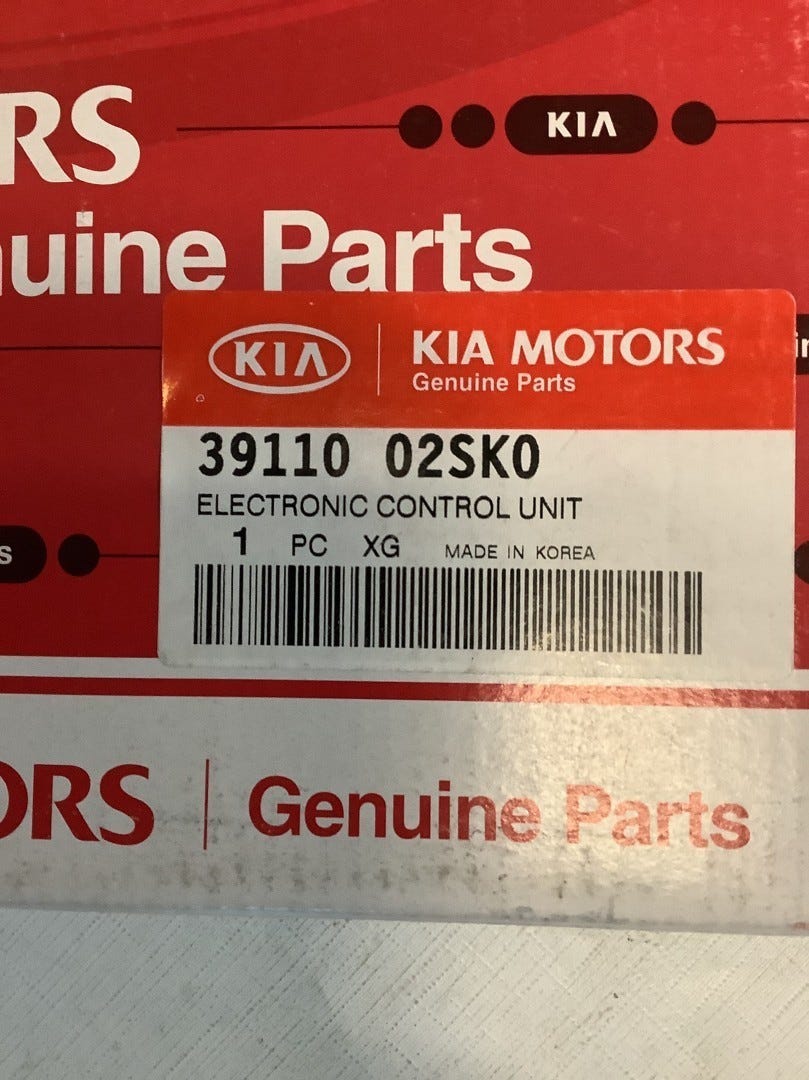 RS
KIA
uine Parts
KIA
KIA MOTORS
Genuine Parts
39110 02SK0
ELECTRONIC CONTROL UNIT
1 PC XG MADE IN KOREA
S
ORS
Genuine Parts